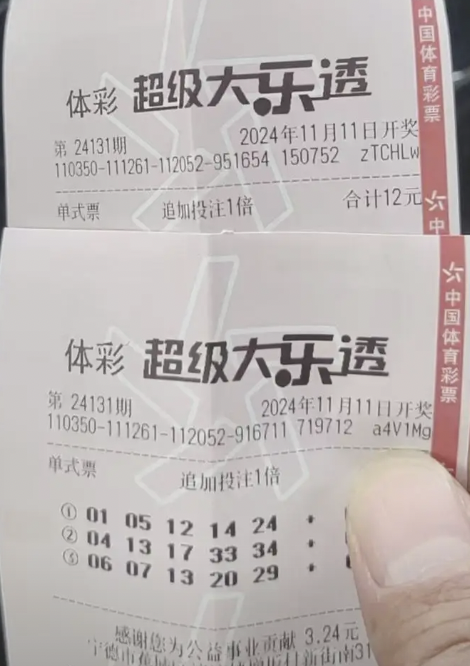 中国体育彩票
体彩 超级大乐透
第 24131期 2024年11月11日开奖
110350-111261-112052-951654 150752 zTCHLw
单式票 追加投注1倍 合计12元
中
中国体育彩票
体彩 超级大乐透
第 24131期 2024年11月11日开奖
110350-111261-112052-916711 719712 a4V1Mg
单式票 追加投注1倍
① 01 05 12 14 24 *
② 04 13 17 33 34 *
③ 06 07 13 20 29 *
感谢您为公益事业贡献 3.24元
宁德市蕉